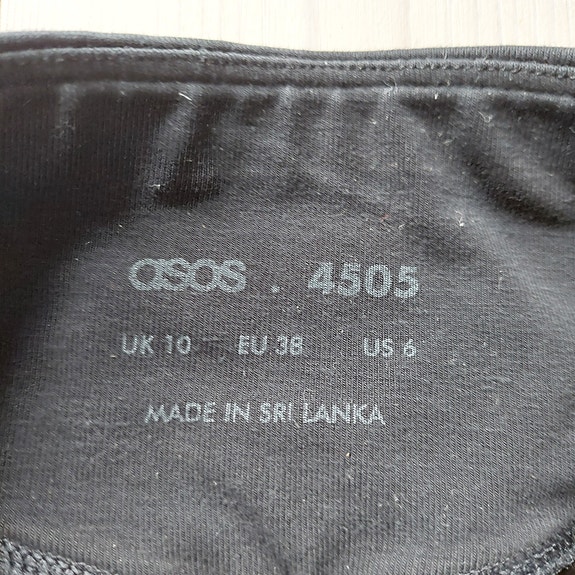 asos . 4505
UK 10 EU 38 US 6
MADE IN SRI LANKA